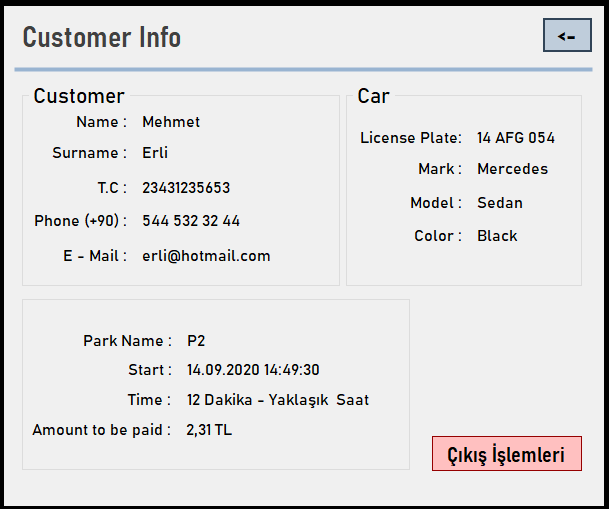 Customer Info
<-
Customer
Name : Mehmet
Surname : Erli
T.C : 23431235653
Phone (+90) : 544 532 32 44
E - Mail : erli@hotmail.com
Car
License Plate: 14 AFG 054
Mark : Mercedes
Model : Sedan
Color : Black
Park Name : P2
Start : 14.09.2020 14:49:30
Time : 12 Dakika - Yaklaşık  Saat
Amount to be paid : 2,31 TL
Çıkış İşlemleri